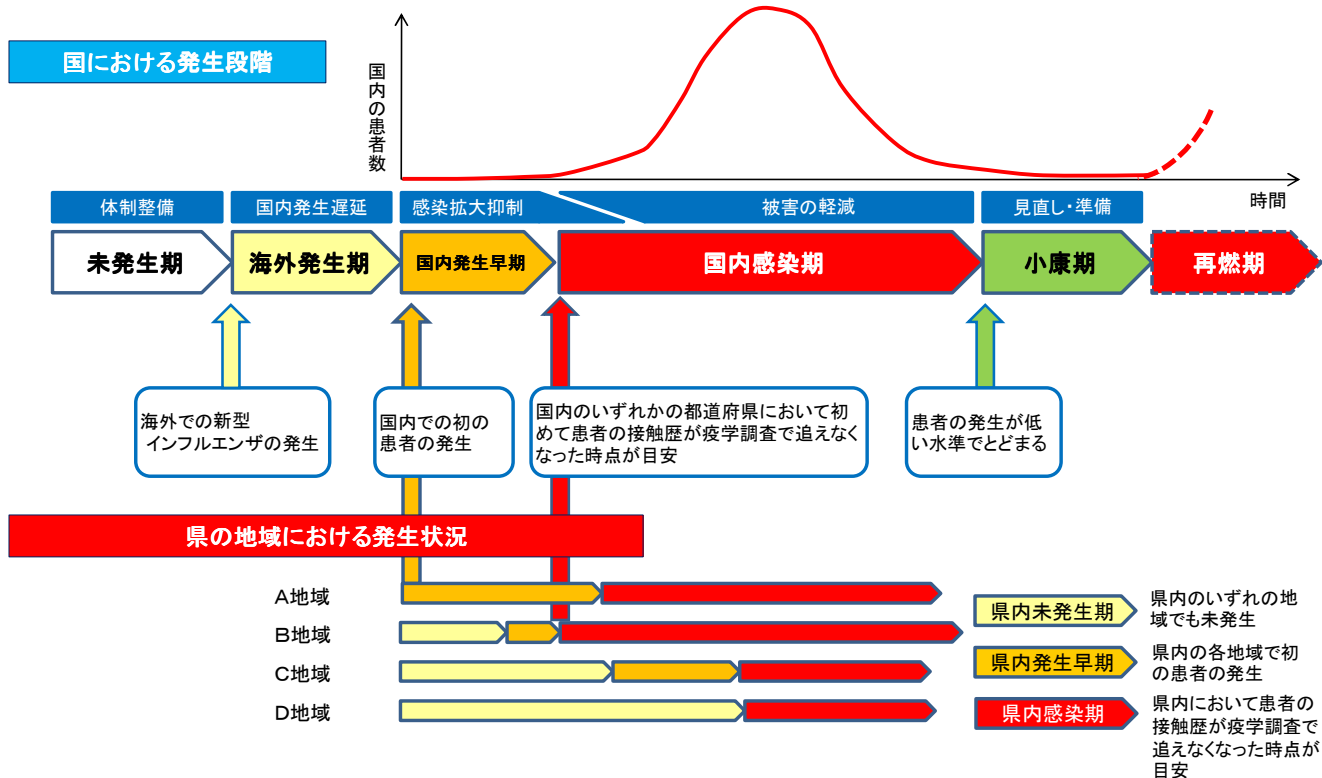 国における発生段階
国内の患者数
時間
体制整備
国内発生遅延
感染拡大抑制
被害の軽減
見直し・準備
未発生期
海外発生期
国内発生早期
国内感染期
小康期
再燃期
海外での新型
インフルエンザの発生
国内での初の
患者の発生
国内のいずれかの都道府県において初
めて患者の接触歴が疫学調査で追えなく
なった時点が目安
患者の発生が低
い水準でとどまる
県の地域における発生状況
A地域
B地域
C地域
D地域
県内未発生期
県内のいずれの地
域でも未発生
県内発生早期
県内の各地域で初
の患者の発生
県内感染期
県内において患者の
接触歴が疫学調査で
追えなくなった時点が
目安